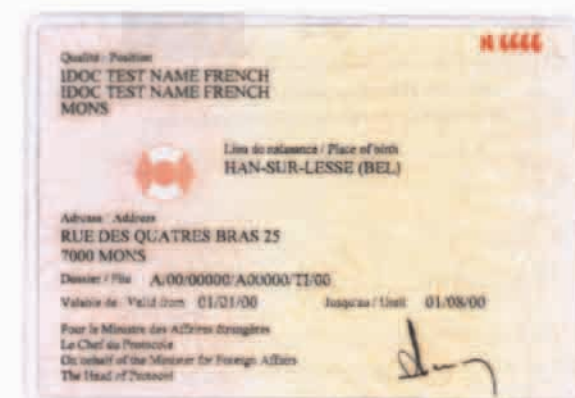 N 6666
Qualité / Position
IDOC TEST NAME FRENCH
IDOC TEST NAME FRENCH
MONS
Lieu de naissance / Place of birth
HAN-SUR-LESSE (BEL)
Adresse / Address
RUE DES QUATRES BRAS 25
7000 MONS
Dossier / File A/00/00000/A00000/TI/00
Valable de / Valid from 01/01/00 Jusqu'au / Until 01/08/00
Pour le Ministre des Affaires étrangères
Le Chef du Protocole
On behalf of the Minister for Foreign Affairs
The Head of Protocol